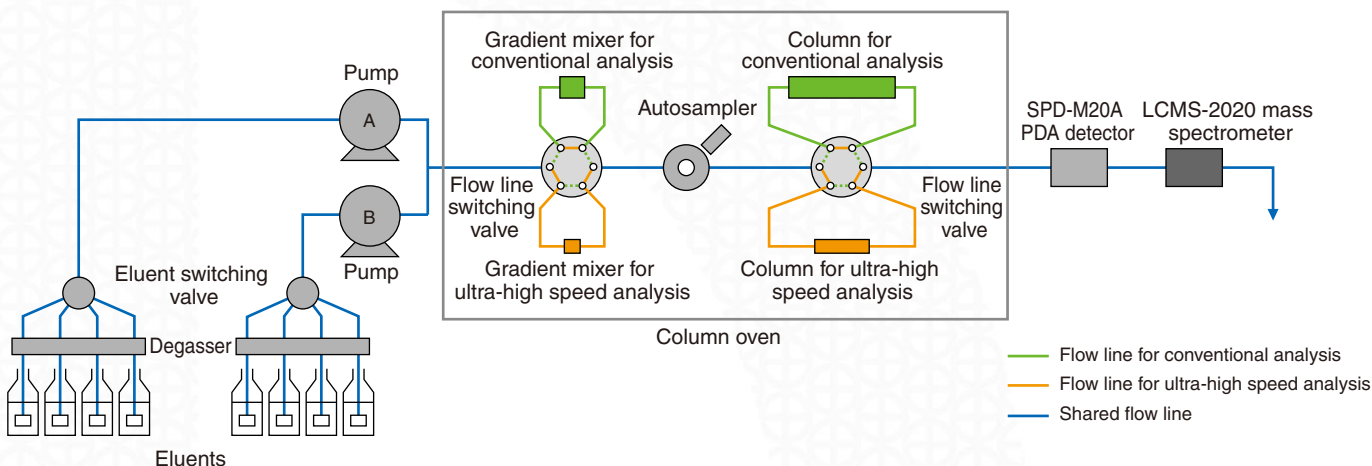 Gradient mixer for
conventional analysis
Column for
conventional analysis
Pump
A
Autosampler
SPD-M20A
PDA detector
LCMS-2020 mass
spectrometer
Flow line
switching
valve
Flow line
switching
valve
B
Pump
Eluent switching
valve
Gradient mixer for
ultra-high speed analysis
Column for ultra-high
speed analysis
Column oven
Degasser
Eluents
Flow line for conventional analysis
Flow line for ultra-high speed analysis
Shared flow line